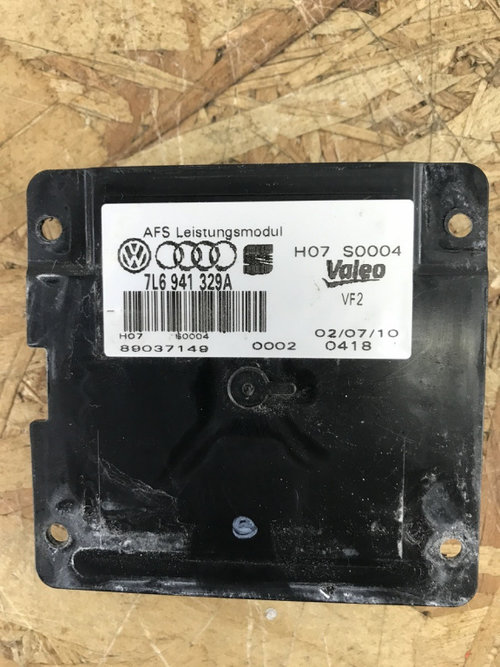 AFS Leistungsmodul
H07 S0004
Valeo
7L6 941 329A
VF2
H07 S0004
02/07/10
89037149 0002 0418